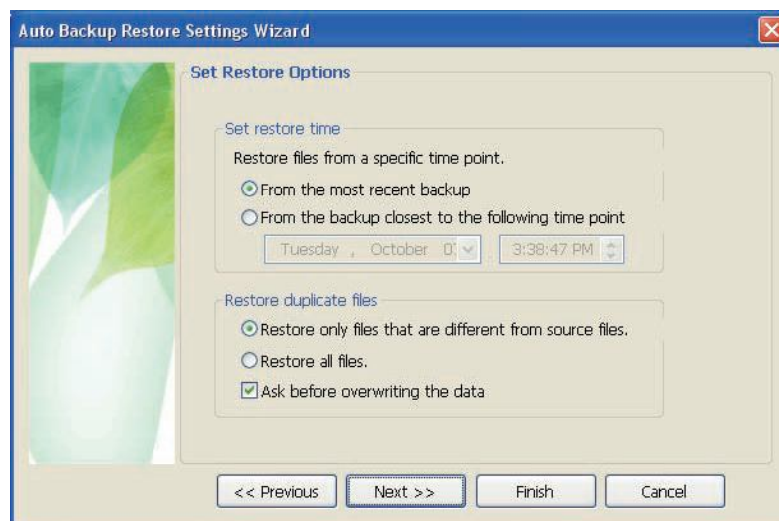 Auto Backup Restore Settings Wizard
Set Restore Options
Set restore time
Restore files from a specific time point.
From the most recent backup
From the backup closest to the following time point
Tuesday , October 3:38:47 PM
Restore duplicate files
Restore only files that are different from source files.
Restore all files.
Ask before overwriting the data
<< Previous Next >> Finish Cancel